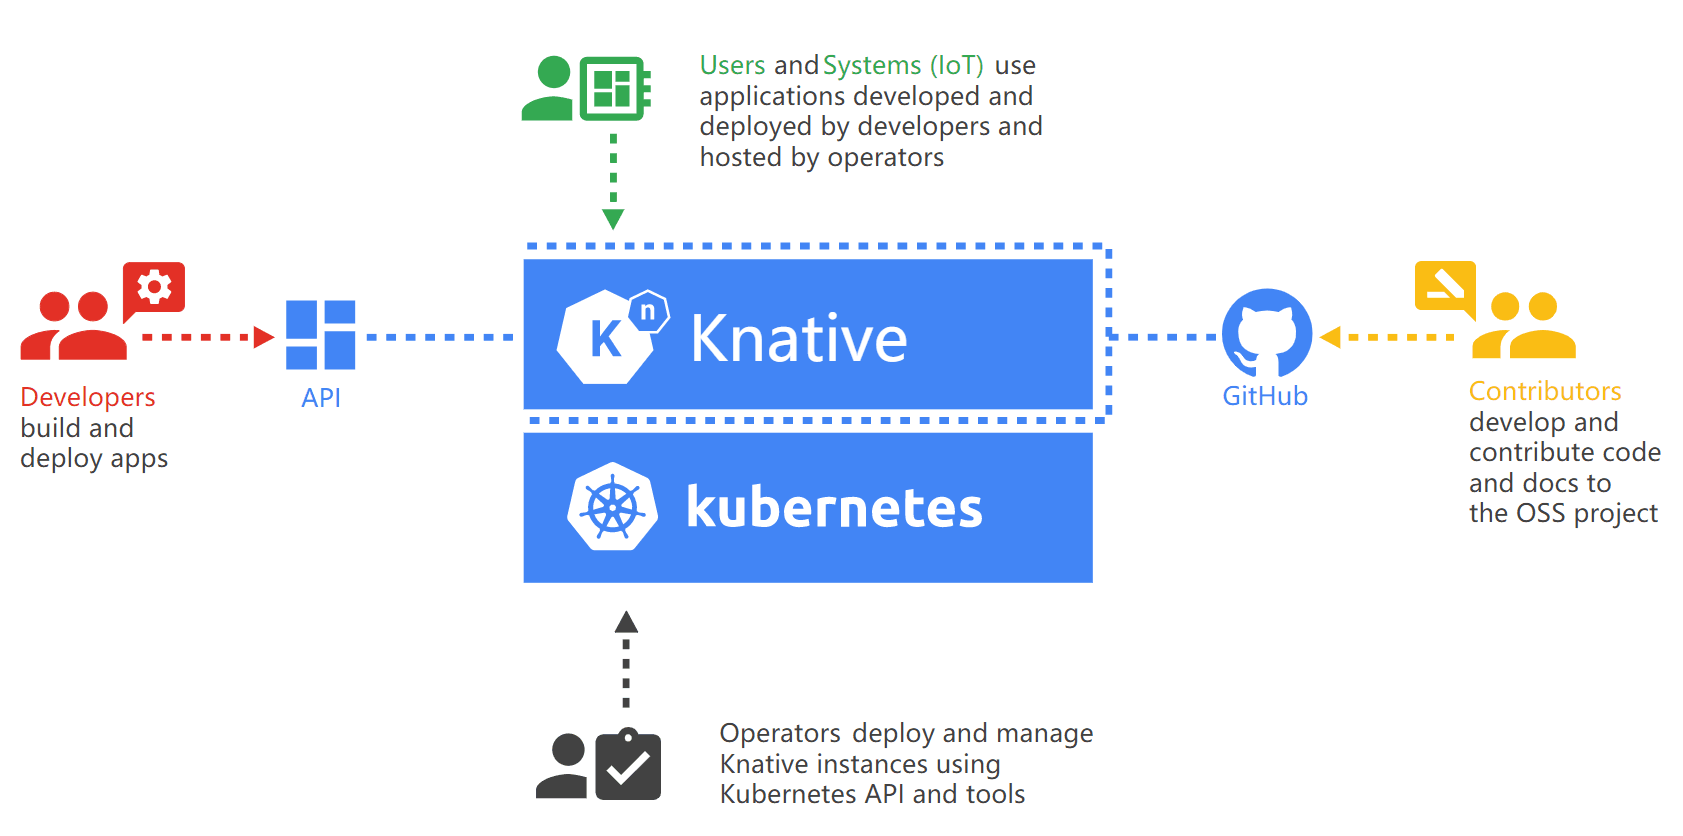 Users and Systems (IoT) use
applications developed and
deployed by developers and
hosted by operators
K
n
Knative
Developers
build and
deploy apps
API
GitHub
Contributors
develop and
contribute code
and docs to
the OSS project
kubernetes
Operators deploy and manage
Knative instances using
Kubernetes API and tools